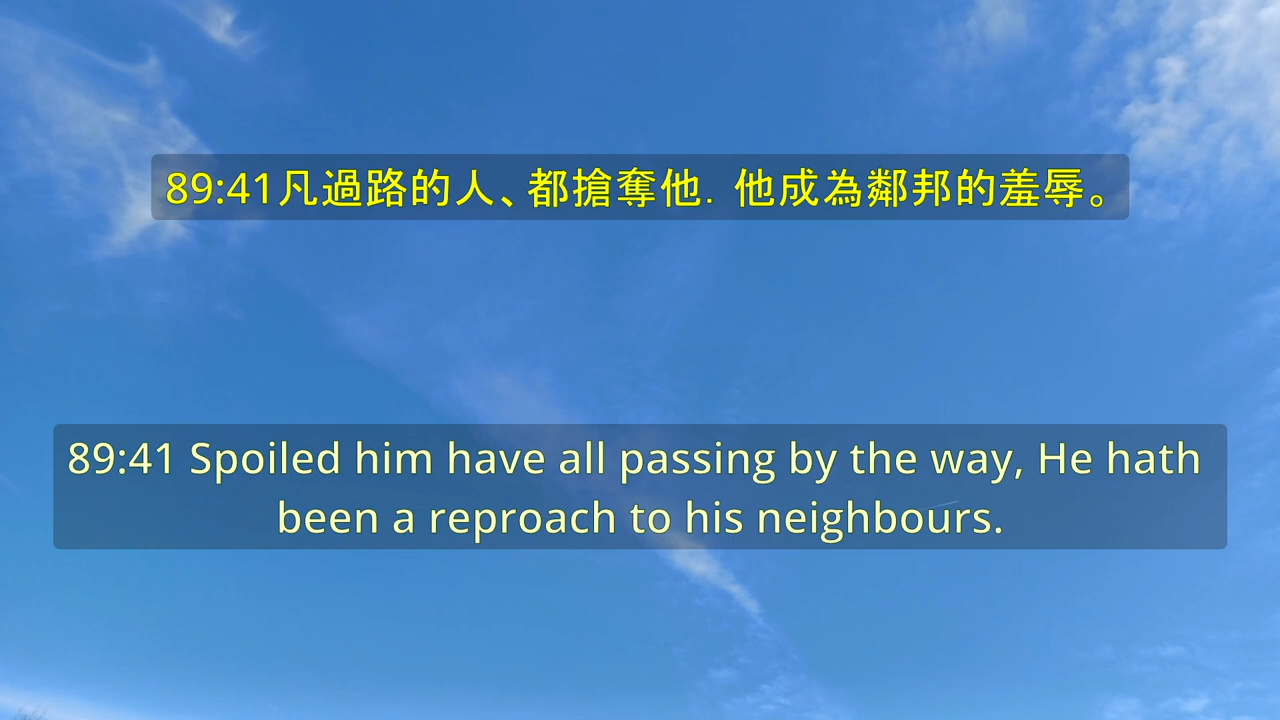 89:41凡過路的人、都搶奪他．他成為鄰邦的羞辱。
89:41 Spoiled him have all passing by the way, He hath
been a reproach to his neighbours.